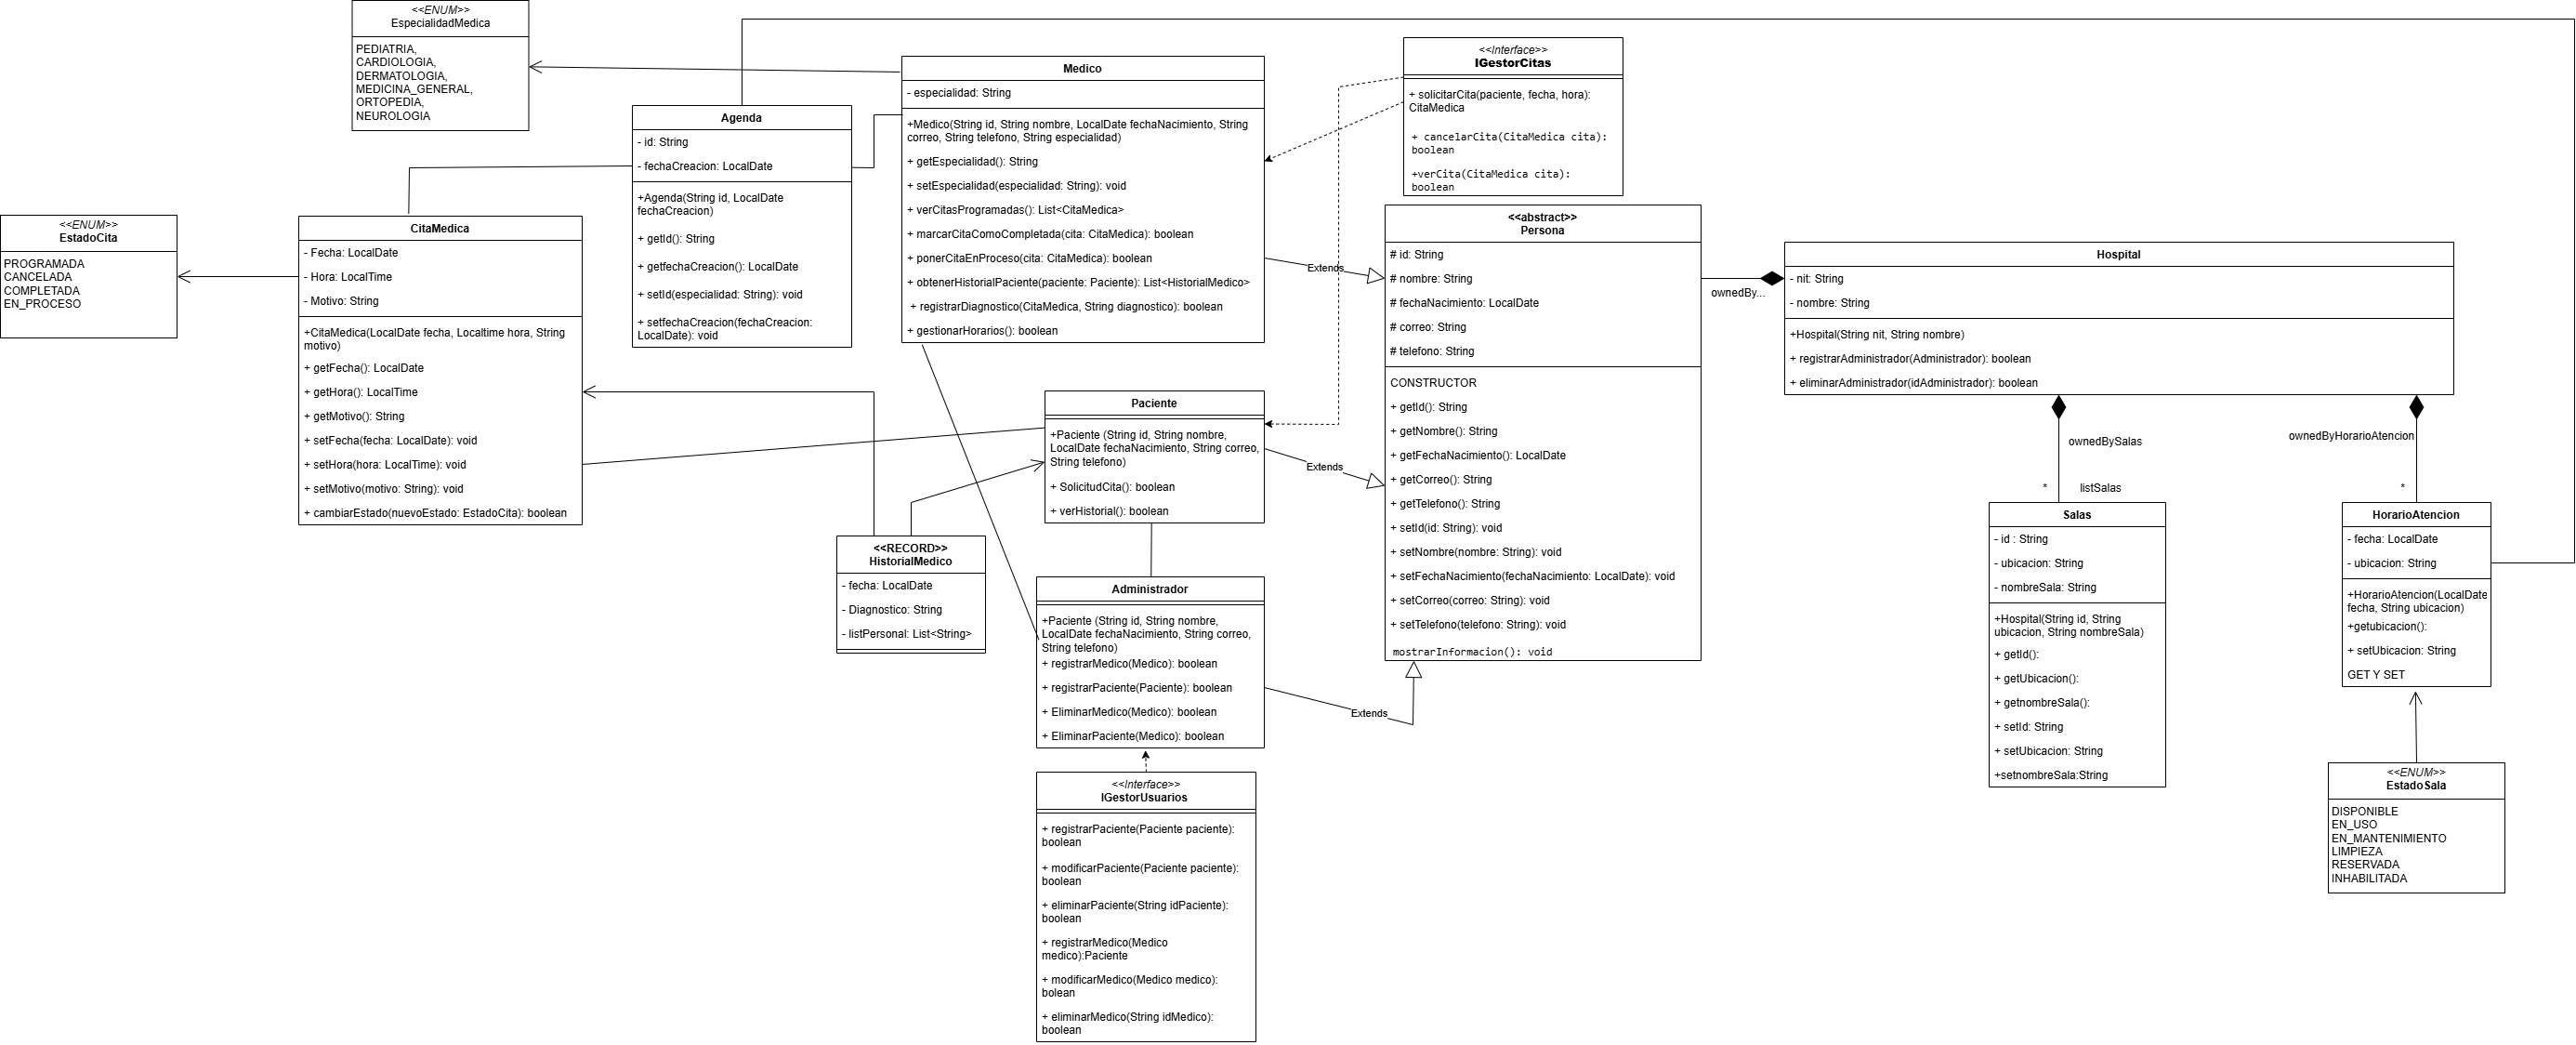 <<ENUM>>
EspecialidadMedica
PEDIATRIA,
CARDIOLOGIA,
DERMATOLOGIA,
MEDICINA_GENERAL,
ORTOPEDIA,
NEUROLOGIA
Agenda
- id: String
- fechaCreacion: LocalDate
+Agenda(String id, LocalDate
fechaCreacion)
+ getId(): String
+ getfechaCreacion(): LocalDate
+ setId(especialidad: String): void
+ setfechaCreacion(fechaCreacion:
LocalDate): void
Medico
- especialidad: String
+Medico(String id, String nombre, LocalDate fechaNacimiento, String
correo, String telefono, String especialidad)
+ getEspecialidad(): String
+ setEspecialidad(especialidad: String): void
+ verCitasProgramadas(): List<CitaMedica>
+ marcarCitaComoCompletada(cita: CitaMedica): boolean
+ ponerCitaEnProceso(cita: CitaMedica): boolean
+ obtenerHistorialPaciente(paciente: Paciente): List<HistorialMedico>
+ registrarDiagnostico(CitaMedica, String diagnostico): boolean
+ gestionarHorarios(): boolean
<<Interface>>
IGestorCitas
+ solicitarCita(paciente, fecha, hora):
CitaMedica
+ cancelarCita(CitaMedica cita):
boolean
+verCita(CitaMedica cita):
boolean
<<ENUM>>
EstadoCita
PROGRAMADA
CANCELADA
COMPLETADA
EN_PROCESO
CitaMedica
- Fecha: LocalDate
- Hora: LocalTime
- Motivo: String
+CitaMedica(LocalDate fecha, Localtime hora, String
motivo)
+ getFecha(): LocalDate
+ getHora(): LocalTime
+ getMotivo(): String
+ setFecha(fecha: LocalDate): void
+ setHora(hora: LocalTime): void
+ setMotivo(motivo: String): void
+ cambiarEstado(nuevoEstado: EstadoCita): boolean
Extends
<<abstract>>
Persona
# id: String
# nombre: String
# fechaNacimiento: LocalDate
# correo: String
# telefono: String
CONSTRUCTOR
+ getId(): String
+ getNombre(): String
+ getFechaNacimiento(): LocalDate
+ getCorreo(): String
+ getTelefono(): String
+ setId(id: String): void
+ setNombre(nombre: String): void
+ setFechaNacimiento(fechaNacimiento: LocalDate): void
+ setCorreo(correo: String): void
+ setTelefono(telefono: String): void
mostrarInformacion(): void
ownedBy...
Hospital
- nit: String
- nombre: String
+Hospital(String nit, String nombre)
+ registrarAdministrador(Administrador): boolean
+ eliminarAdministrador(idAdministrador): boolean
Paciente
+Paciente (String id, String nombre,
LocalDate fechaNacimiento, String correo,
String telefono)
+ SolicitudCita(): boolean
+ verHistorial(): boolean
Extends
ownedBySalas
* listSalas
ownedByHorarioAtencion
*
<<RECORD>>
HistorialMedico
- fecha: LocalDate
- Diagnostico: String
- listPersonal: List<String>
Administrador
+Paciente (String id, String nombre,
LocalDate fechaNacimiento, String correo,
String telefono)
+ registrarMedico(Medico): boolean
+ registrarPaciente(Paciente): boolean
+ EliminarMedico(Medico): boolean
+ EliminarPaciente(Medico): boolean
Extends
Salas
- id : String
- ubicacion: String
- nombreSala: String
+Hospital(String id, String
ubicacion, String nombreSala)
+ getId():
+ getUbicacion():
+ getnombreSala():
+ setId: String
+ setUbicacion: String
+setnombreSala:String
HorarioAtencion
- fecha: LocalDate
- ubicacion: String
+HorarioAtencion(LocalDate
fecha, String ubicacion)
+getubicacion():
+ setUbicacion: String
GET Y SET
<<ENUM>>
EstadoSala
DISPONIBLE
EN_USO
EN_MANTENIMIENTO
LIMPIEZA
RESERVADA
INHABILITADA
<<Interface>>
IGestorUsuarios
+ registrarPaciente(Paciente paciente):
boolean
+ modificarPaciente(Paciente paciente):
boolean
+ eliminarPaciente(String idPaciente):
boolean
+ registrarMedico(Medico
medico):Paciente
+ modificarMedico(Medico medico):
bolean
+ eliminarMedico(String idMedico):
boolean